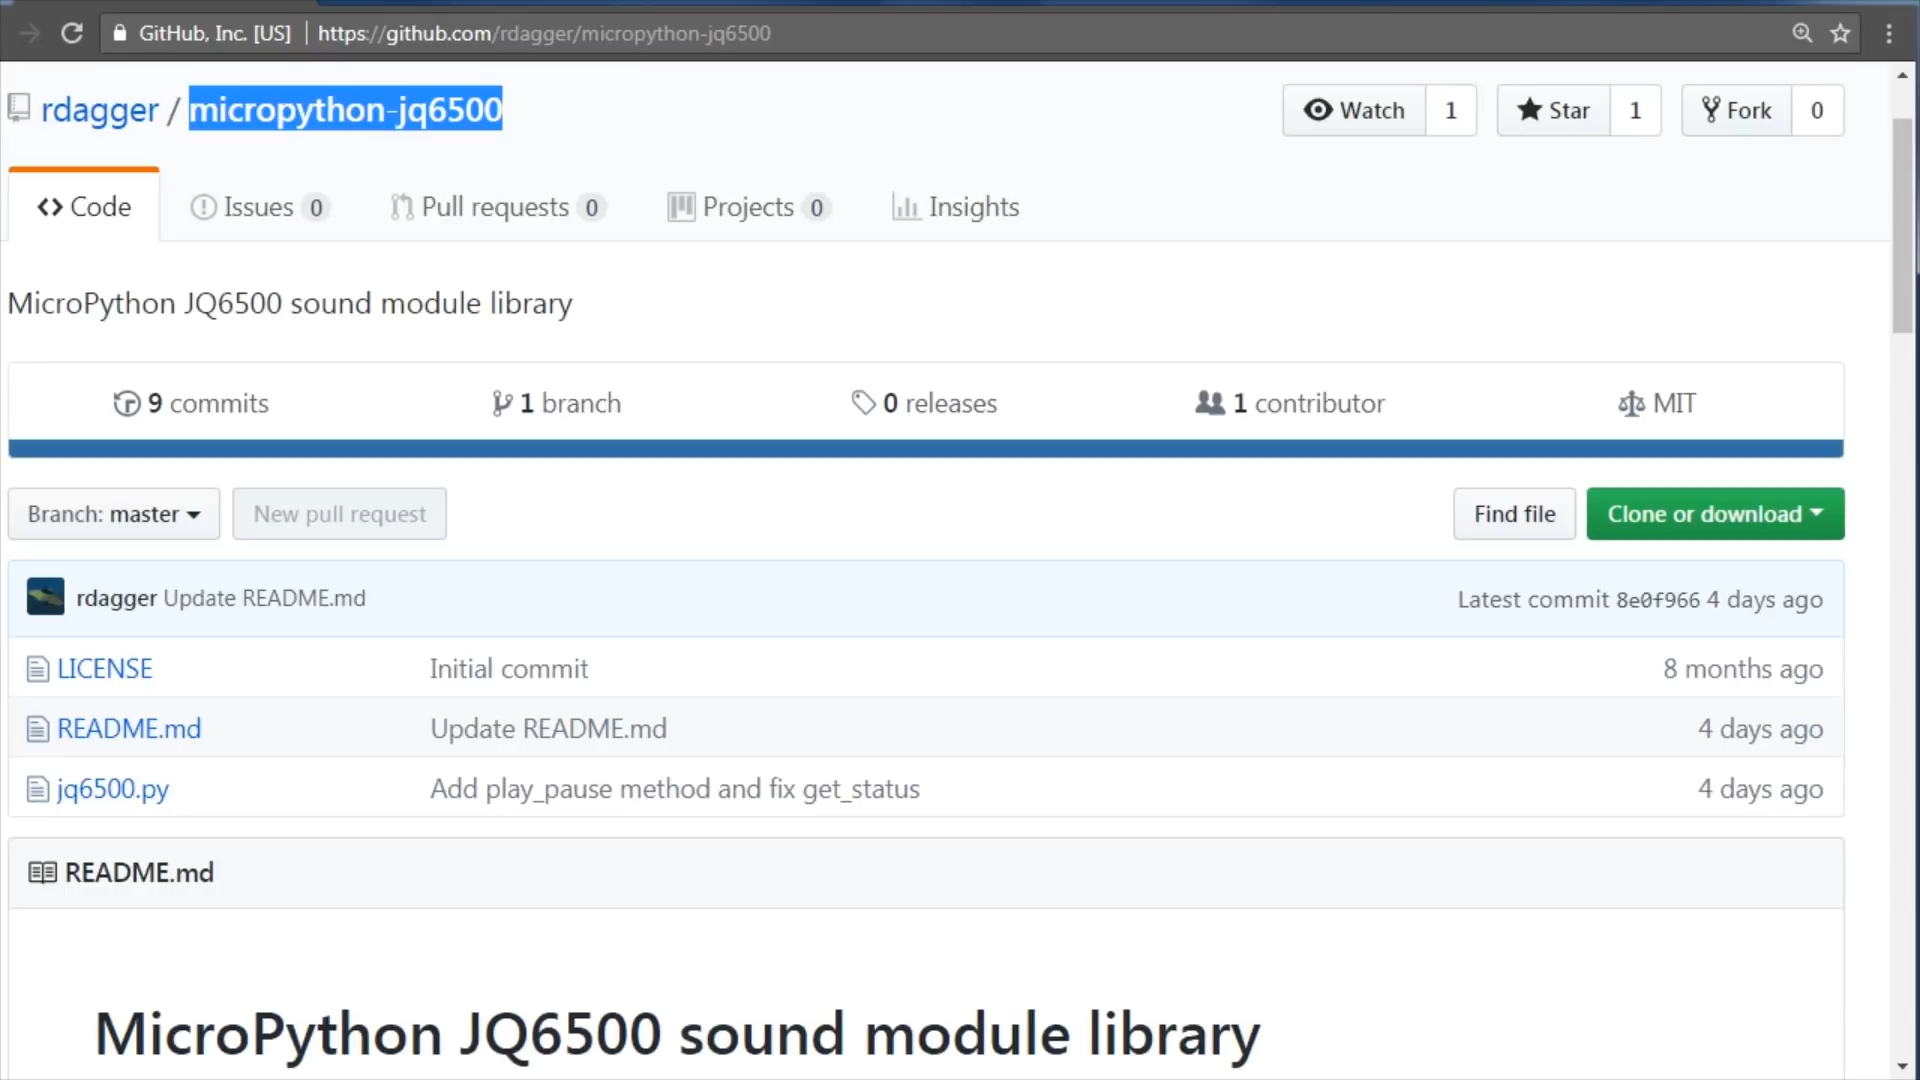 GitHub, Inc. [US] https://github.com/rdagger/micropython-jq6500
rdagger / micropython-jq6500 Watch 1 Star 1 Fork 0
Code Issues 0 Pull requests 0 Projects 0 Insights
MicroPython JQ6500 sound module library
9 commits 1 branch 0 releases 1 contributor MIT
Branch: master New pull request Find file Clone or download
rdagger Update README.md Latest commit 8e0f966 4 days ago
LICENSE Initial commit 8 months ago
README.md Update README.md 4 days ago
jq6500.py Add play_pause method and fix get_status 4 days ago
README.md
MicroPython JQ6500 sound module library